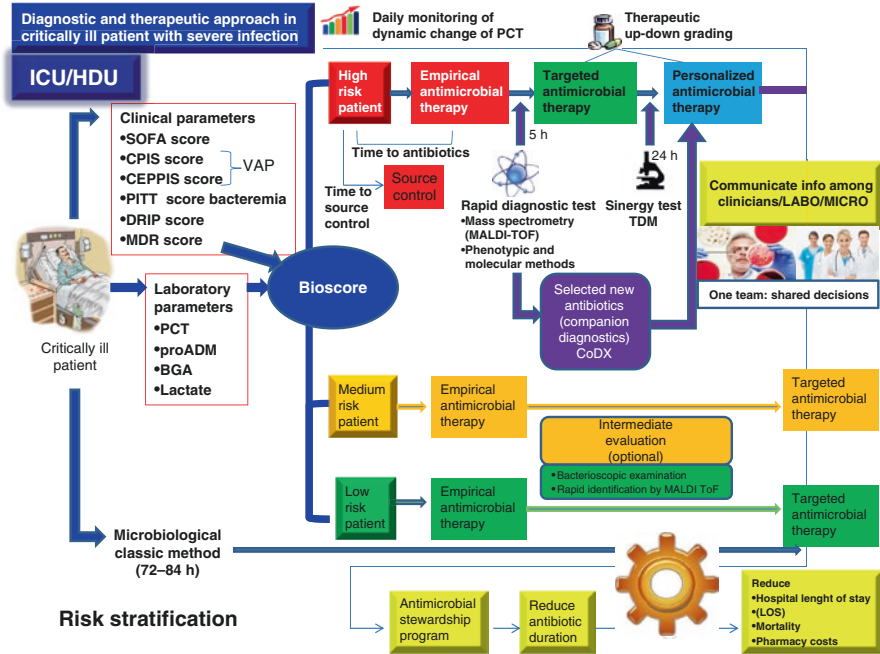 Diagnostic and therapeutic approach in
critically ill patient with severe infection
ICU/HDU
Daily monitoring of
dynamic change of PCT
Therapeutic
up-down grading
Clinical parameters
•SOFA score
•CPIS score
•CEPPIS score
VAP
•PITT score bacteremia
•DRIP score
•MDR score
Critically ill
patient
Laboratory
parameters
•PCT
•proADM
•BGA
•Lactate
Bioscore
High
risk
patient
Empirical
antimicrobial
therapy
Targeted
antimicrobial
therapy
Personalized
antimicrobial
therapy
Time to antibiotics
Time to
source
control
Source
control
5 h
24 h
Rapid diagnostic test
•Mass spectrometry
(MALDI-TOF)
•Phenotypic and
molecular methods
Sinergy test
TDM
Communicate info among
clinicians/LABO/MICRO
One team: shared decisions
Selected new
antibiotics
(companion
diagnostics)
CoDX
Medium
risk
patient
Empirical
antimicrobial
therapy
Intermediate
evaluation
(optional)
•Bacterioscopic examination
•Rapid identification by MALDI ToF
Targeted
antimicrobial
therapy
Low
risk
patient
Empirical
antimicrobial
therapy
Targeted
antimicrobial
therapy
Microbiological
classic method
(72–84 h)
Risk stratification
Antimicrobial
stewardship
program
Reduce
antibiotic
duration
Reduce
•Hospital lenght of stay
•(LOS)
•Mortality
•Pharmacy costs